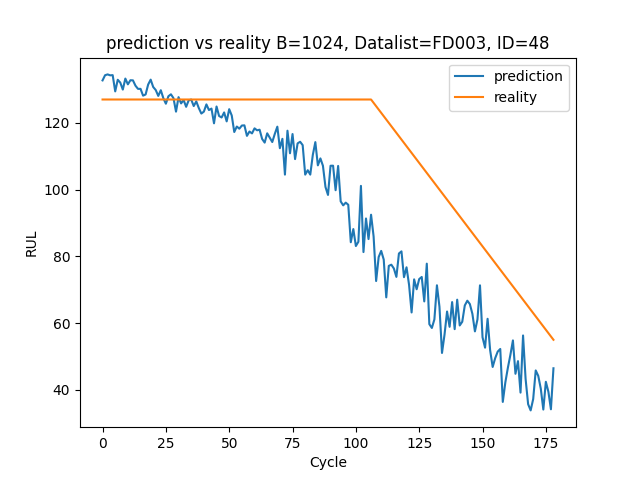 prediction vs reality B=1024, Datalist=FD003, ID=48
prediction
reality
RUL
120
100
80
60
40
0 25 50 75 100 125 150 175
Cycle